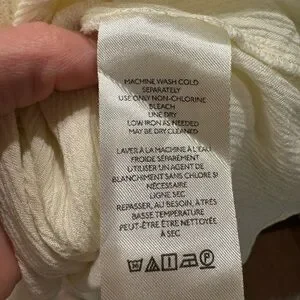 MACHINE WASH COLD
SEPARATELY
USE ONLY NON-CHLORINE
BLEACH
LINE DRY
LOW IRON AS NEEDED
MAY BE DRY CLEANED
LAVER À LA MACHINE À L'EAU
FROIDE SÉPARÉMENT
UTILISER UN AGENT DE
BLANCHIMENT SANS CHLORE SI
NÉCESSAIRE
LIGNE SEC
REPASSER, AU BESOIN, À TRÈS
BASSE TEMPÉRATURE
PEUT-ÊTRE ÊTRE NETTOYÉ
À SEC
P